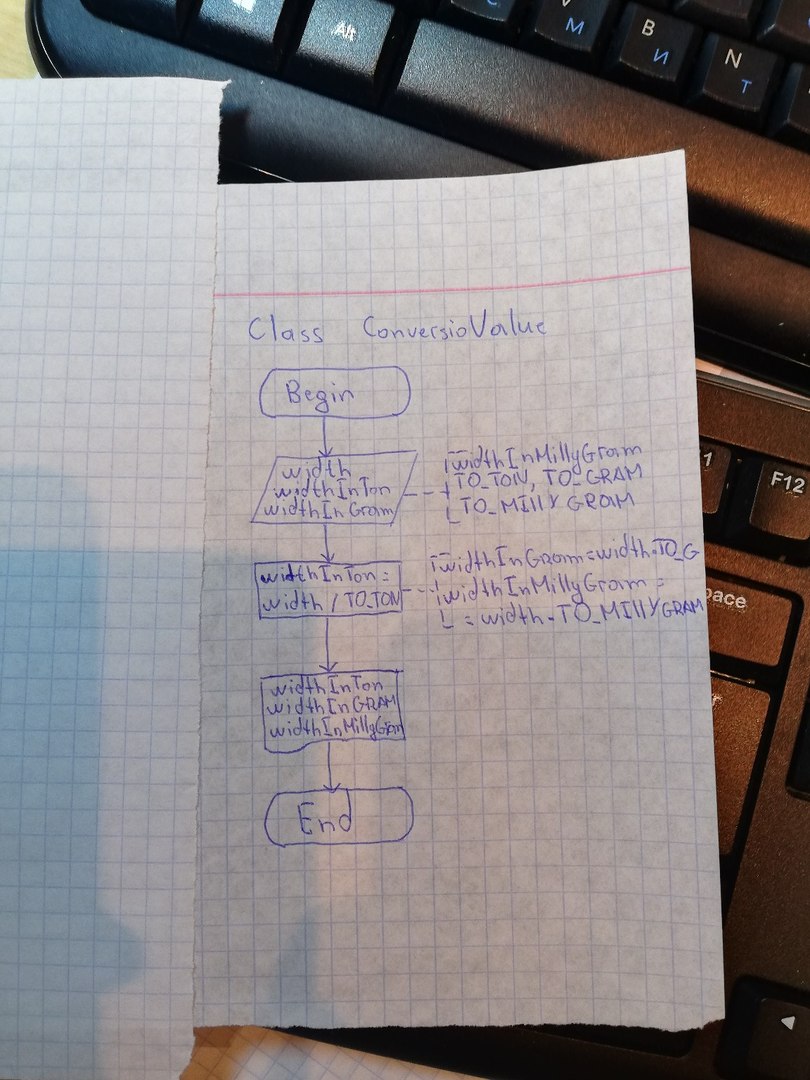 Alt
C
V
M
B
И
N
Т
Class ConversioValue
Begin
width
widthInTon
widthInGram
widthInMillyGram
TO_TON, TO_GRAM
TO_MILLYGRAM
widthInTon =
width / TO_TON
widthInGram=width·TO_G
widthInMillyGram =
= width·TO_MILLYGRAM
widthInTon
widthInGRAM
widthInMillyGram
End
1
F12
pace